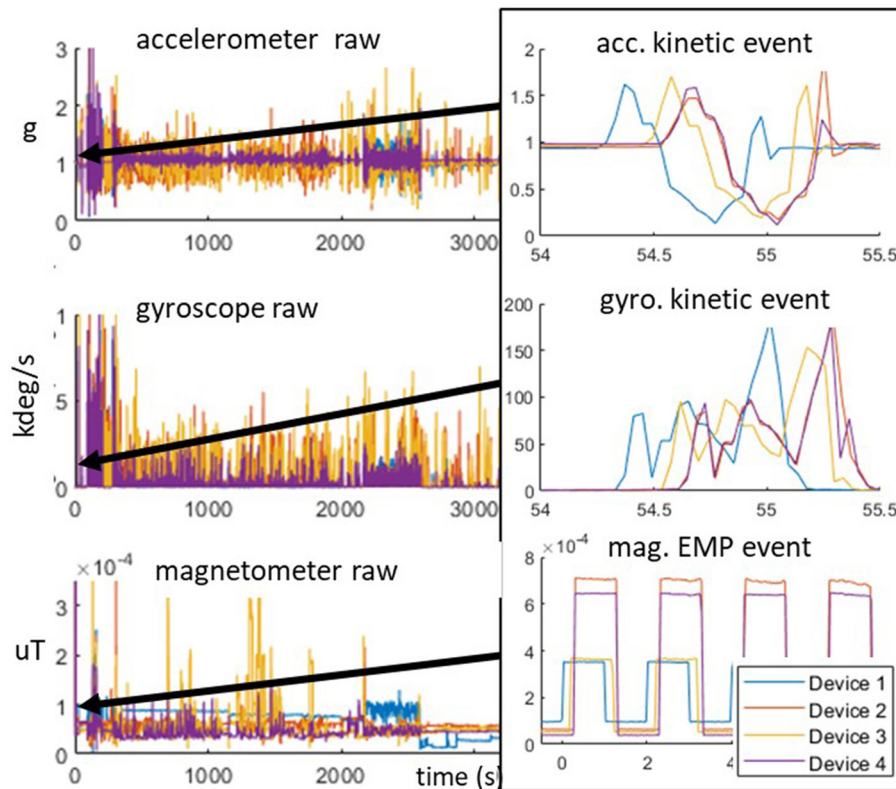 accelerometer raw
3
2
1
0
g
0 1000 2000 3000
acc. kinetic event
2
1.5
1
0.5
0
54 54.5 55 55.5
gyroscope raw
1
.5
0
kdeg/s
0 1000 2000 3000
gyro. kinetic event
200
150
100
50
0
54 54.5 55 55.5
×10-4
magnetometer raw
3
2
1
0
uT
0 1000 2000
time (s)
×10-4
mag. EMP event
8
6
4
2
0
0 2 4
Device 1
Device 2
Device 3
Device 4